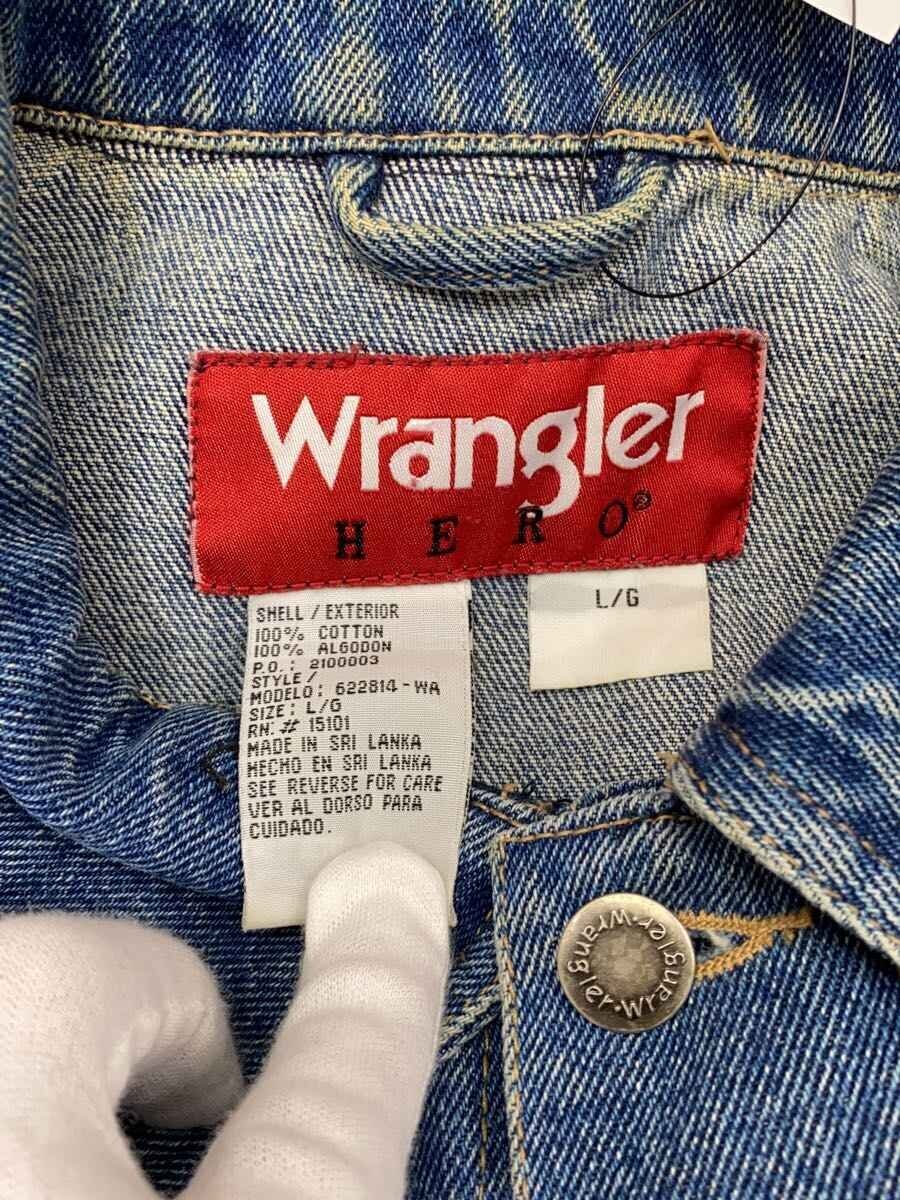 Wrangler
HERO®
SHELL / EXTERIOR
100% COTTON
100% ALGODON
P.O.: 2100003
STYLE /
MODELO: 622814-WA
SIZE: L/G
RN: # 15101
MADE IN SRI LANKA
HECHO EN SRI LANKA
SEE REVERSE FOR CARE
VER AL DORSO PARA
CUIDADO.
L/G
Wrangler•Wrangler•